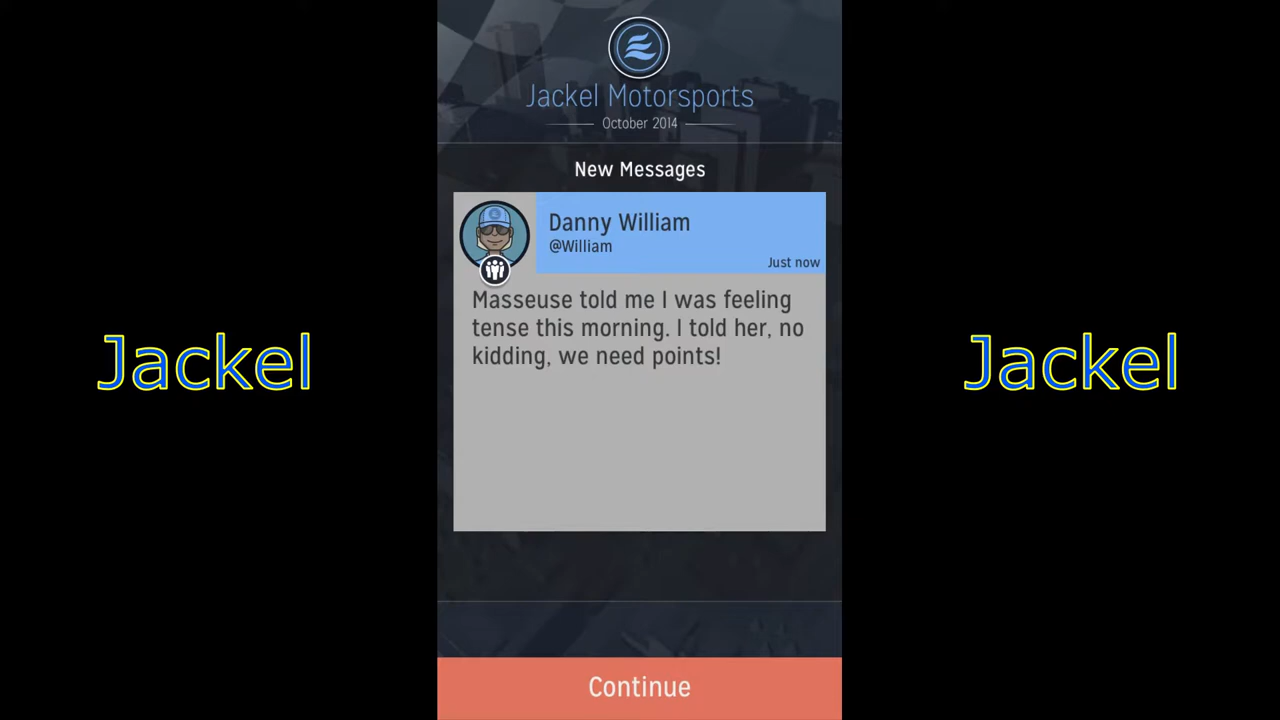 Jackel Motorsports
October 2014
New Messages
Danny William
@William
Just now
Masseuse told me I was feeling
tense this morning. I told her, no
kidding, we need points!
Jackel
Jackel
Continue